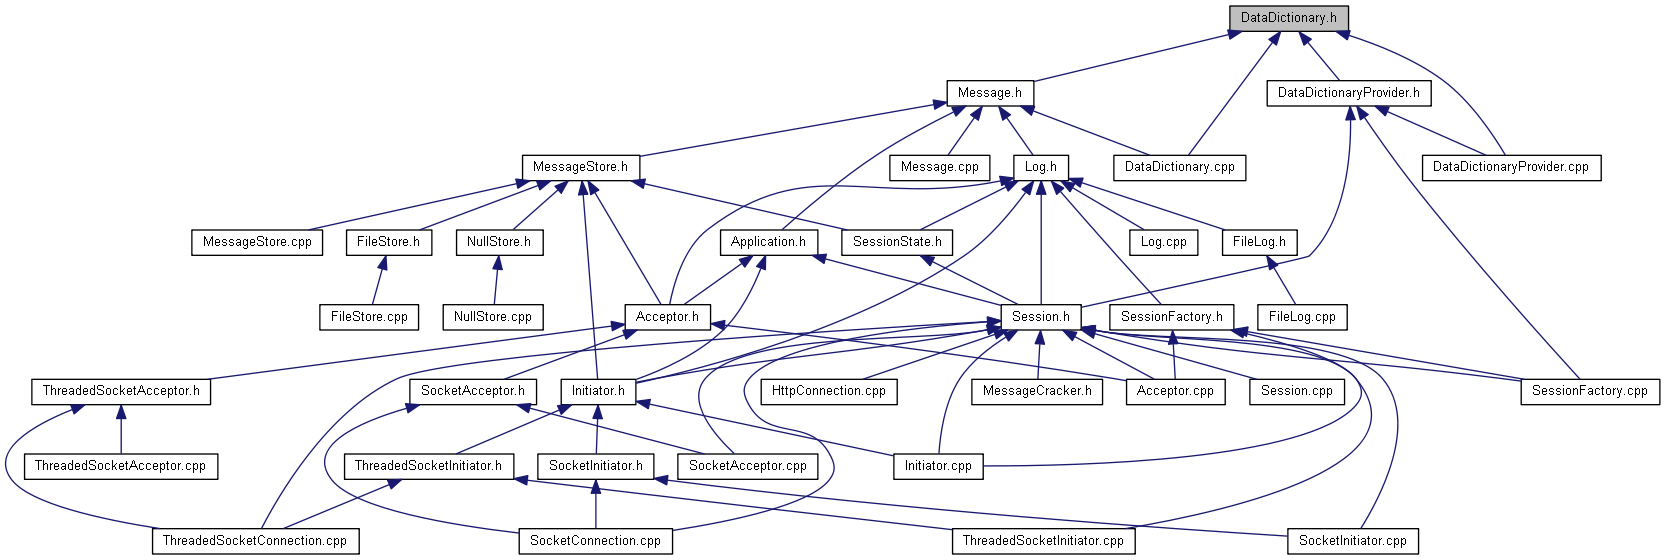 DataDictionary.h
Message.h
DataDictionaryProvider.h
MessageStore.h
Message.cpp
Log.h
DataDictionary.cpp
DataDictionaryProvider.cpp
MessageStore.cpp
FileStore.h
NullStore.h
Application.h
SessionState.h
Log.cpp
FileLog.h
FileStore.cpp
NullStore.cpp
Acceptor.h
Session.h
SessionFactory.h
FileLog.cpp
ThreadedSocketAcceptor.h
SocketAcceptor.h
Initiator.h
HttpConnection.cpp
MessageCracker.h
Acceptor.cpp
Session.cpp
SessionFactory.cpp
ThreadedSocketAcceptor.cpp
ThreadedSocketInitiator.h
SocketInitiator.h
SocketAcceptor.cpp
Initiator.cpp
ThreadedSocketConnection.cpp
SocketConnection.cpp
ThreadedSocketInitiator.cpp
SocketInitiator.cpp